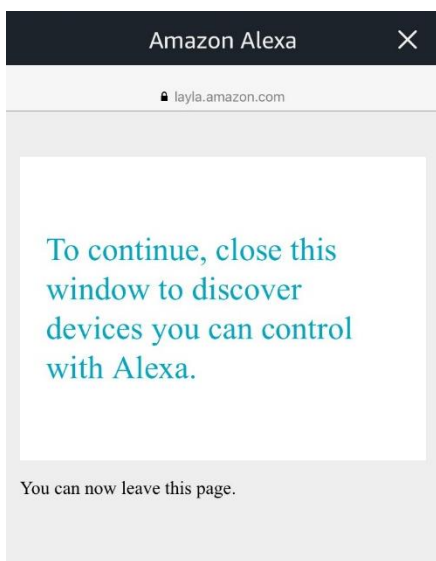 Amazon Alexa
layla.amazon.com
To continue, close this
window to discover
devices you can control
with Alexa.
You can now leave this page.